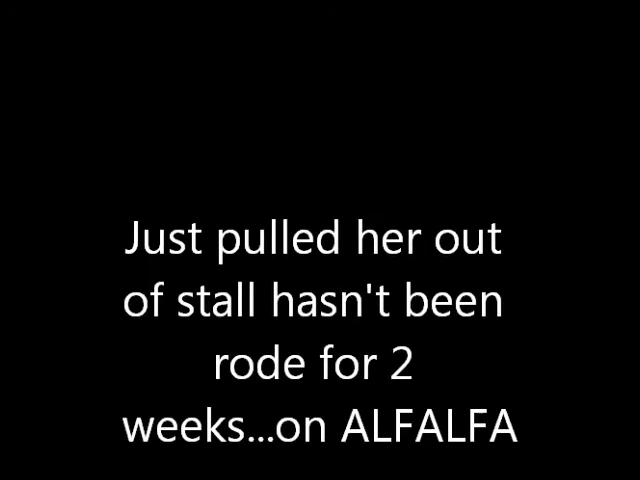 Just pulled her out
of stall hasn't been
rode for 2
weeks...on ALFALFA